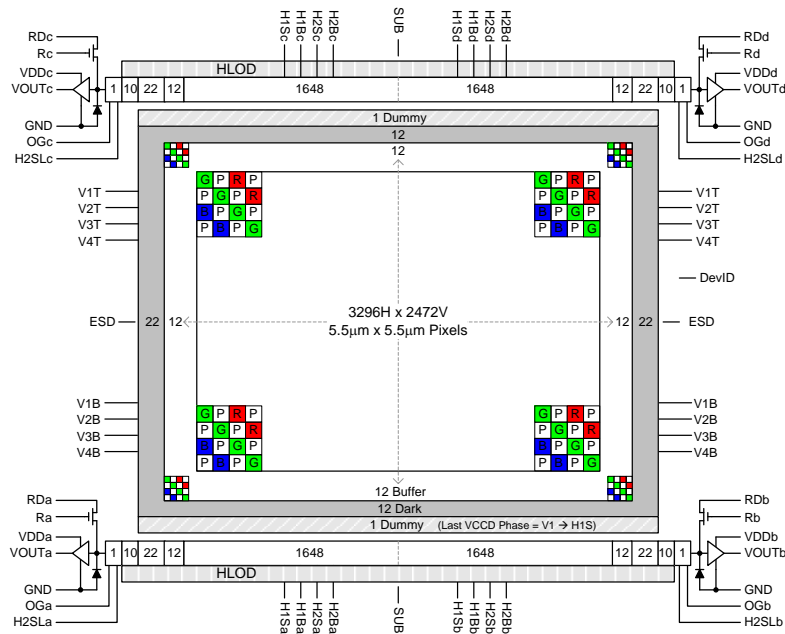 H1Sc H1Bc H2Sc H2Bc SUB H1Sd H1Bd H2Sd H2Bd
RDc RDd
Rc Rd
HLOD
VDDc VDDd
VOUTc 1 10 22 12 1648 1648 12 22 10 1 VOUTd
GND GND
1 Dummy
OGc OGd
12
H2SLc H2SLd
12
G P R P G P R P
V1T P G P R P G P R V1T
V2T B P G P B P G P V2T
V3T P B P G P B P G V3T
V4T V4T
DevID
3296H x 2472V
ESD 22 12 12 22 ESD
5.5μm x 5.5μm Pixels
V1B V1B
G P R P G P R P
V2B P G P R P G P R V2B
V3B B P G P B P G P V3B
V4B P B P G P B P G V4B
12 Buffer
RDa RDb
12 Dark
Ra 1 Dummy (Last VCCD Phase = V1 → H1S) Rb
VDDa VDDb
VOUTa 1 10 22 12 1648 1648 12 22 10 1 VOUTb
HLOD
GND GND
OGa OGb
H2SLa H2SLb
H1Sa H1Ba H2Sa H2Ba SUB H1Sb H1Bb H2Sb H2Bb